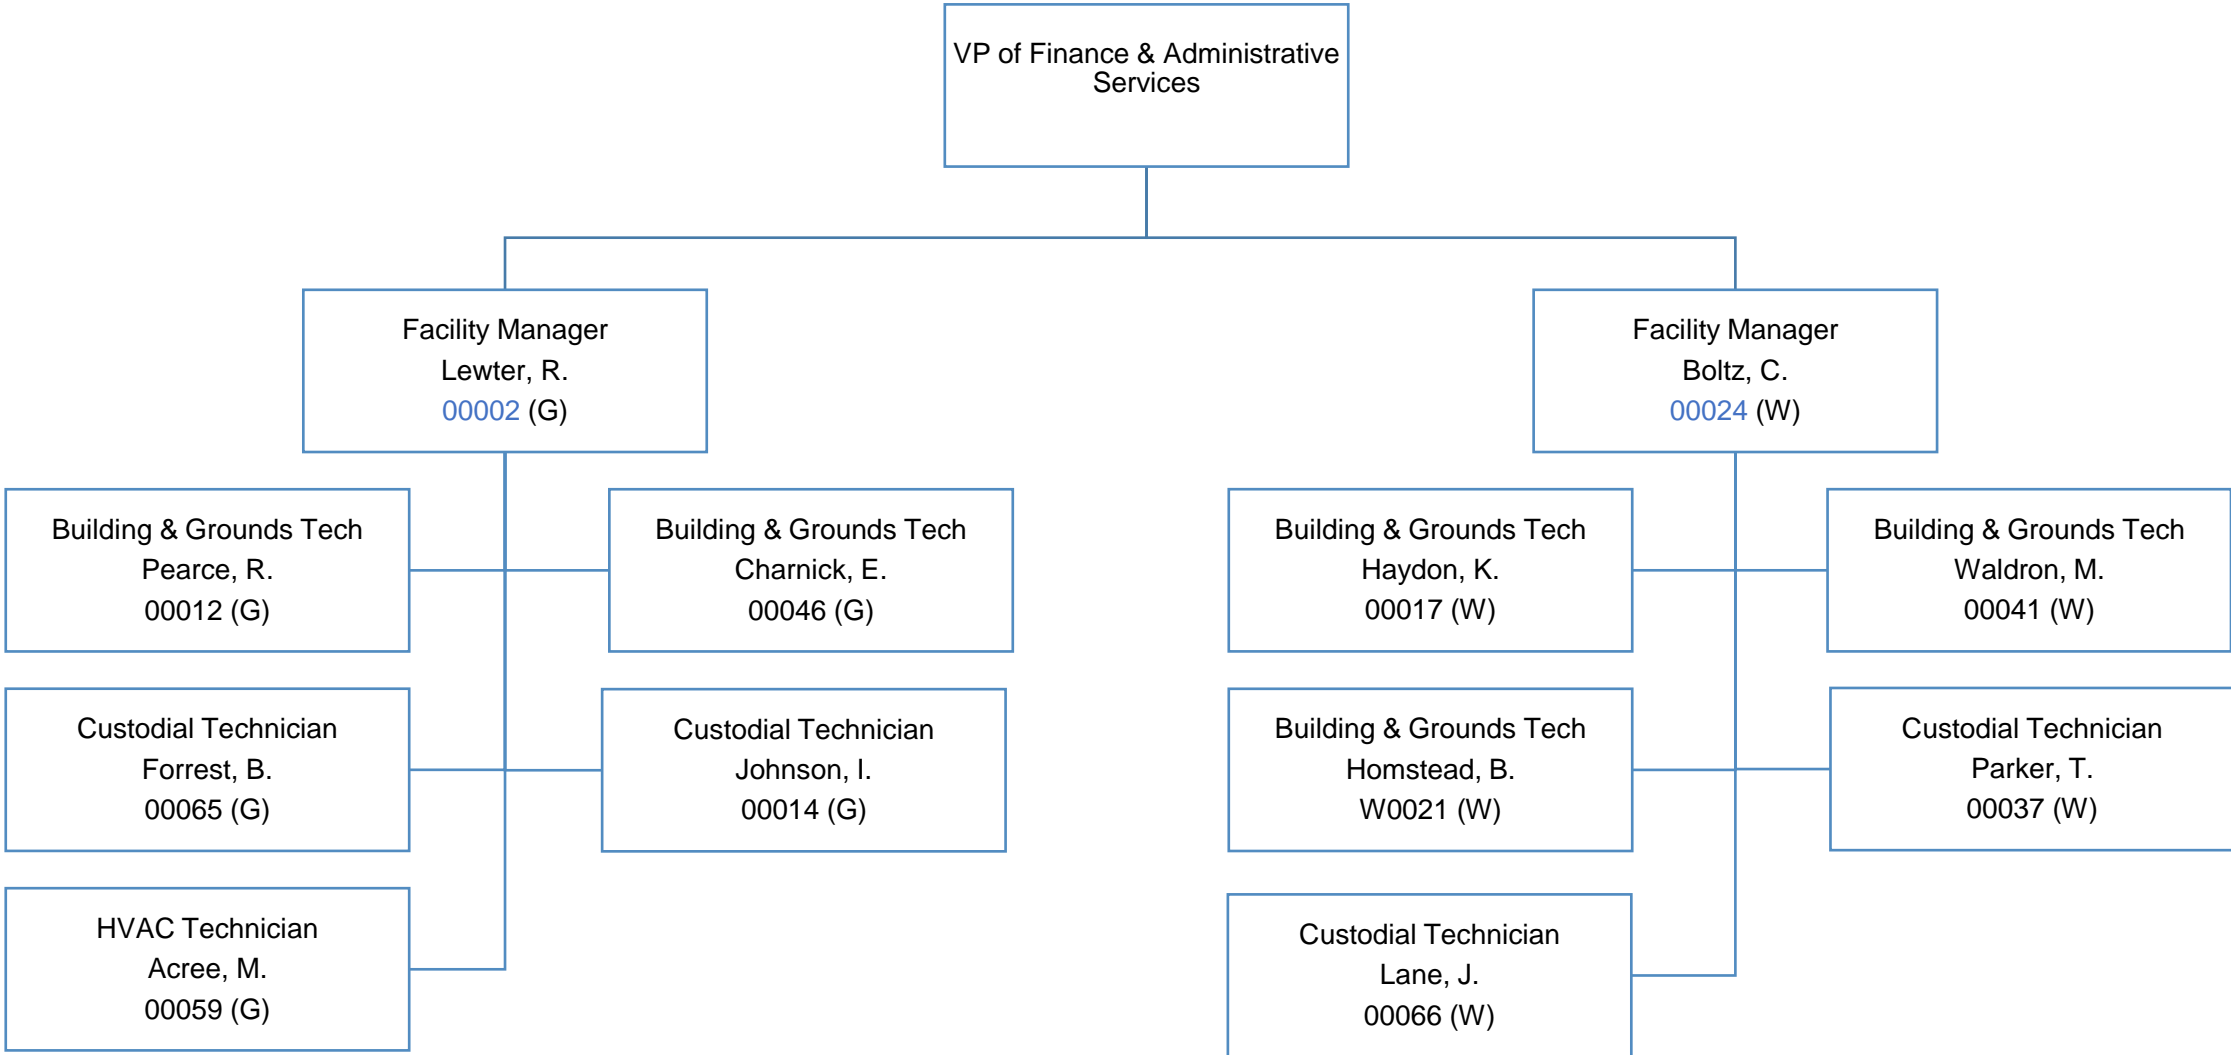 VP of Finance & Administrative
Services
Facility Manager
Lewter, R.
00002 (G)
Facility Manager
Boltz, C.
00024 (W)
Building & Grounds Tech
Pearce, R.
00012 (G)
Building & Grounds Tech
Charnick, E.
00046 (G)
Building & Grounds Tech
Haydon, K.
00017 (W)
Building & Grounds Tech
Waldron, M.
00041 (W)
Custodial Technician
Forrest, B.
00065 (G)
Custodial Technician
Johnson, I.
00014 (G)
Building & Grounds Tech
Homstead, B.
W0021 (W)
Custodial Technician
Parker, T.
00037 (W)
HVAC Technician
Acree, M.
00059 (G)
Custodial Technician
Lane, J.
00066 (W)